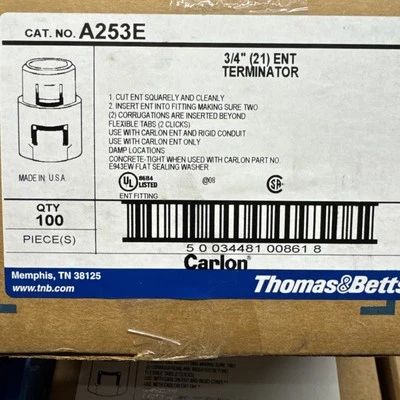 CAT. NO. A253E
3/4" (21) ENT
TERMINATOR
1. CUT ENT SQUARELY AND CLEANLY
2. INSERT ENT INTO FITTING MAKING SURE TWO
(2) CORRUGATIONS ARE INSERTED BEYOND
FLEXIBLE TABS (2 CLICKS)
USE WITH CARLON ENT AND RIGID CONDUIT
USE WITH CARLON ENT ONLY
DAMP LOCATIONS
CONCRETE-TIGHT WHEN USED WITH CARLON PART NO
E943EW FLAT SEALING WASHER
MADE IN U.S.A.
UL 86B4
LISTED
@08
SA
ENT FITTING
QTY
100
PIECE(S)
5 0 034481 00861 8
Carlon
Memphis, TN 38125
www.tnb.com
Thomas&Betts